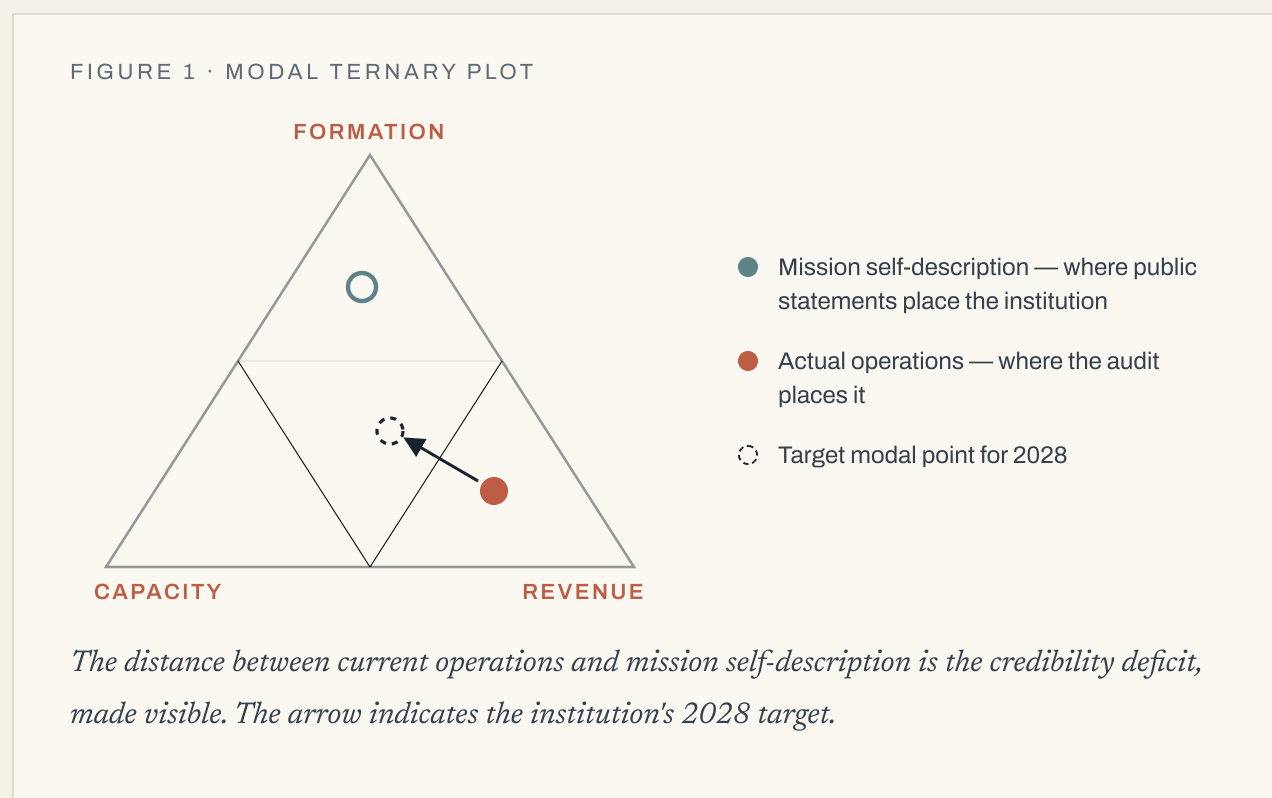 FIGURE 1 · MODAL TERNARY PLOT
FORMATION
CAPACITY
REVENUE
Mission self-description — where public
statements place the institution
Actual operations — where the audit
places it
Target modal point for 2028
The distance between current operations and mission self-description is the credibility deficit,
made visible. The arrow indicates the institution's 2028 target.